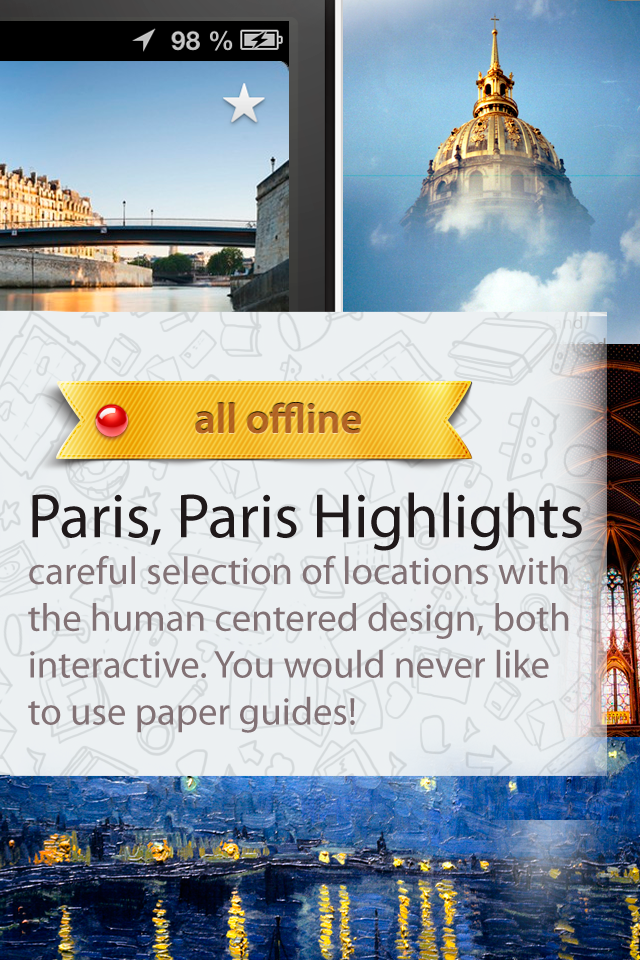 98 %
all offline
Paris, Paris Highlights
careful selection of locations with
the human centered design, both
interactive. You would never like
to use paper guides!